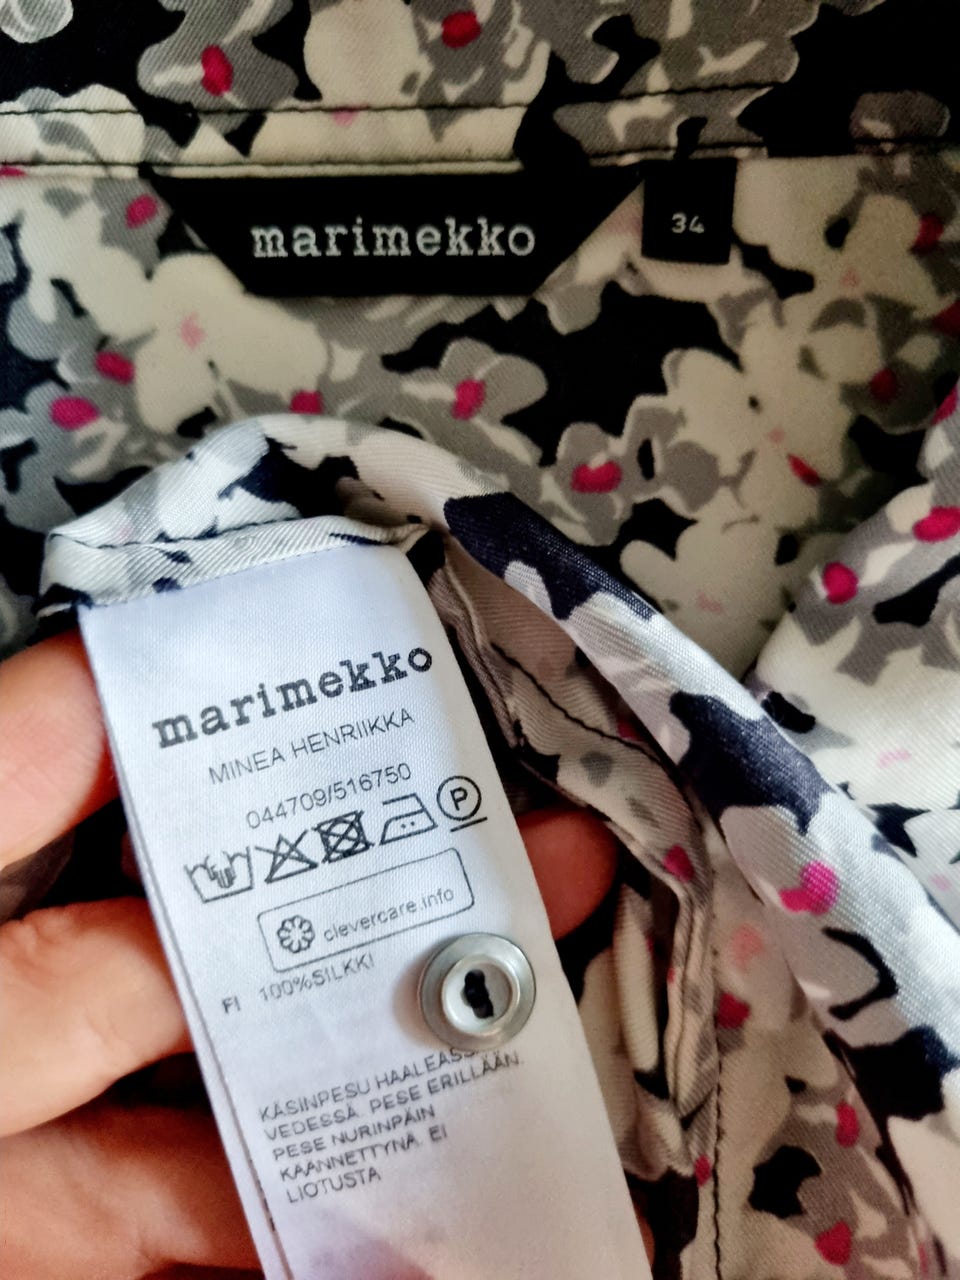 marimekko
34
marimekko
MINEA HENRIIKKA
044709/516750
P
clevercare.info
FI 100%SILKKI
KÄSINPESU HAALEASS
VEDESSÄ. PESE ERILLÄÄN.
PESE NURINPÄIN
KÄÄNNETTYNÄ. EI
LIOTUSTA